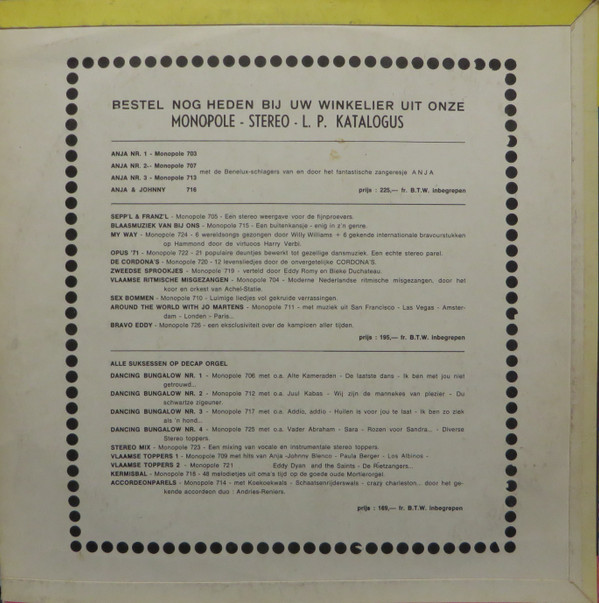 BESTEL NOG HEDEN BIJ UW WINKELIER UIT ONZE
MONOPOLE - STEREO - L. P. KATALOGUS
ANJA NR. 1 - Monopole 703
ANJA NR. 2 - Monopole 707
met de Benelux-schlagers van en door het fantastische zangeresje ANJA
ANJA NR. 3 - Monopole 713
ANJA & JOHNNY 716 prijs : 225,— fr. B.T.W. inbegrepen
SEPP'L & FRANZ'L - Monopole 705 - Een stereo weergave voor de fijnproevers.
BLAASMUZIEK VAN BIJ ONS - Monopole 715 - Een buitenkansje - enig in z'n genre.
MY WAY - Monopole 724 - 6 wereldsongs gezongen door Willy Williams + 6 gekende internationale bravourstukken
op Hammond door de virtuoos Harry Verbi.
OPUS '71 - Monopole 722 - 21 populaire deuntjes bewerkt tot gezellige dansmuziek. Een echte stereo parel.
DE CORDONA'S - Monopole 720 - 12 levensliedjes door de onvergetelijke CORDONA'S.
ZWEEDSE SPROOKJES - Monopole 719 - verteld door Eddy Romy en Bieke Duchateau.
VLAAMSE RITMISCHE MISGEZANGEN - Monopole 704 - Moderne Nederlandse ritmische misgezangen, door het
koor en orkest van Achel-Statie.
SEX BOMMEN - Monopole 710 - Luimige liedjes vol gekruide verrassingen.
AROUND THE WORLD WITH JO MARTENS - Monopole 711 - met muziek uit San Francisco - Las Vegas - Amster-
dam - Londen - Paris...
BRAVO EDDY - Monopole 726 - een eksclusiviteit over de kampioen aller tijden.
prijs : 195,— fr. B.T.W. inbegrepen
ALLE SUKSESSEN OP DECAP ORGEL
DANCING BUNGALOW NR. 1 - Monopole 706 met o.a. Alte Kameraden - De laatste dans - Ik ben met jou niet
getrouwd...
DANCING BUNGALOW NR. 2 - Monopole 712 met o.a. Juul Kabas - Wij zijn de mannekes van plezier - Du
schwartze zigeuner.
DANCING BUNGALOW NR. 3 - Monopole 717 met o.a. Addio, addio - Huilen is voor jou te laat - Ik ben zo ziek
als 'n hond...
DANCING BUNGALOW NR. 4 - Monopole 725 met o.a. Vader Abraham - Sara - Rozen voor Sandra... - Diverse
Stereo toppers.
STEREO MIX - Monopole 723 - Een mixing van vocale en instrumentale stereo toppers.
VLAAMSE TOPPERS 1 - Monopole 709 met hits van Anja -Johnny Blenco - Paula Berger - Los Albinos -
VLAAMSE TOPPERS 2 - Monopole 721 Eddy Dyan and the Saints - De Rietzangers..
KERMISBAL - Monopole 718 - 48 melodietjes uit oma's tijd op de goede oude Mortierorgel.
ACCORDEONPARELS - Monopole 714 - met Koekoekwals - Schaatsenrijderswals - crazy charleston... door het ge-
kende accordeon duo : Andries-Reniers.
prijs : 169,— fr. B.T.W. inbegrepen